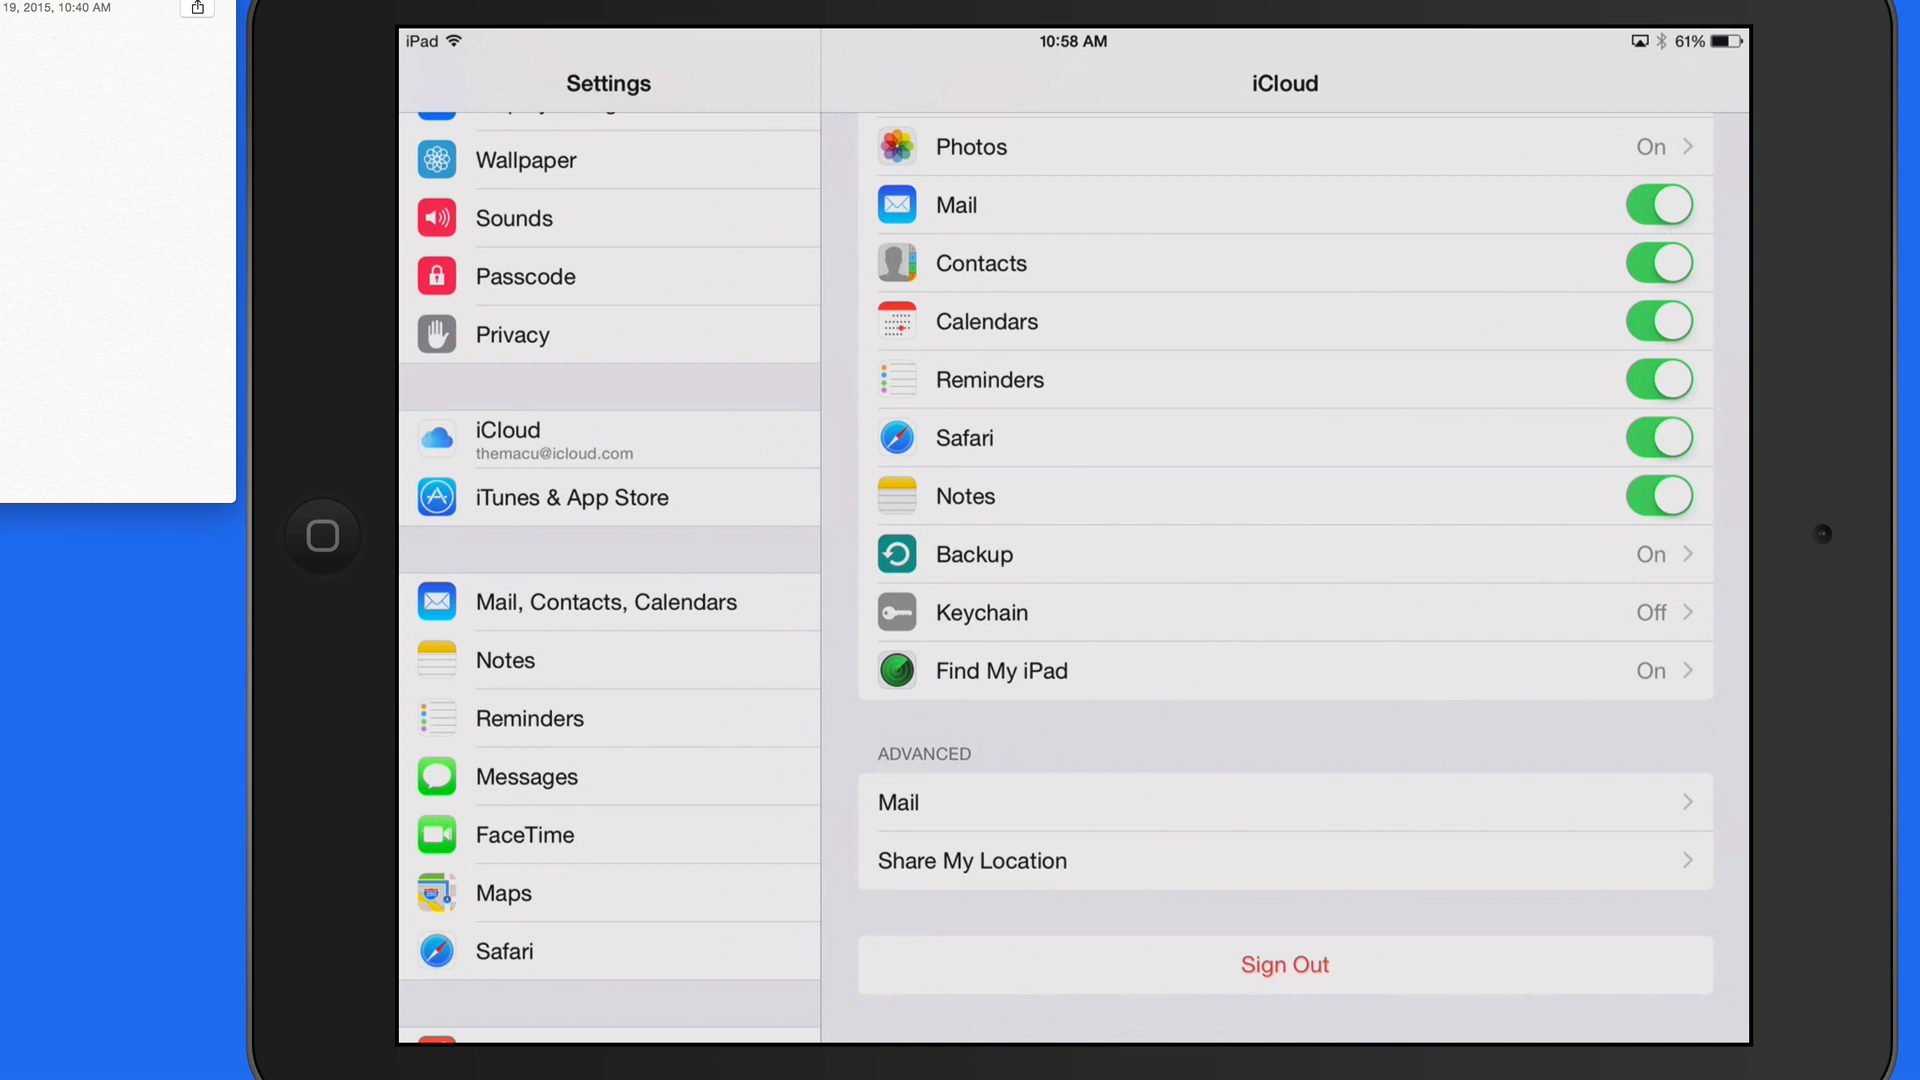 19, 2015, 10:40 AM
iPad
10:58 AM
61%
Settings
iCloud
Wallpaper
Sounds
Passcode
Privacy
iCloud
themacu@icloud.com
iTunes & App Store
Mail, Contacts, Calendars
Notes
Reminders
Messages
FaceTime
Maps
Safari
Photos
On
Mail
Contacts
Calendars
Reminders
Safari
Notes
Backup
On
Keychain
Off
Find My iPad
On
ADVANCED
Mail
Share My Location
Sign Out